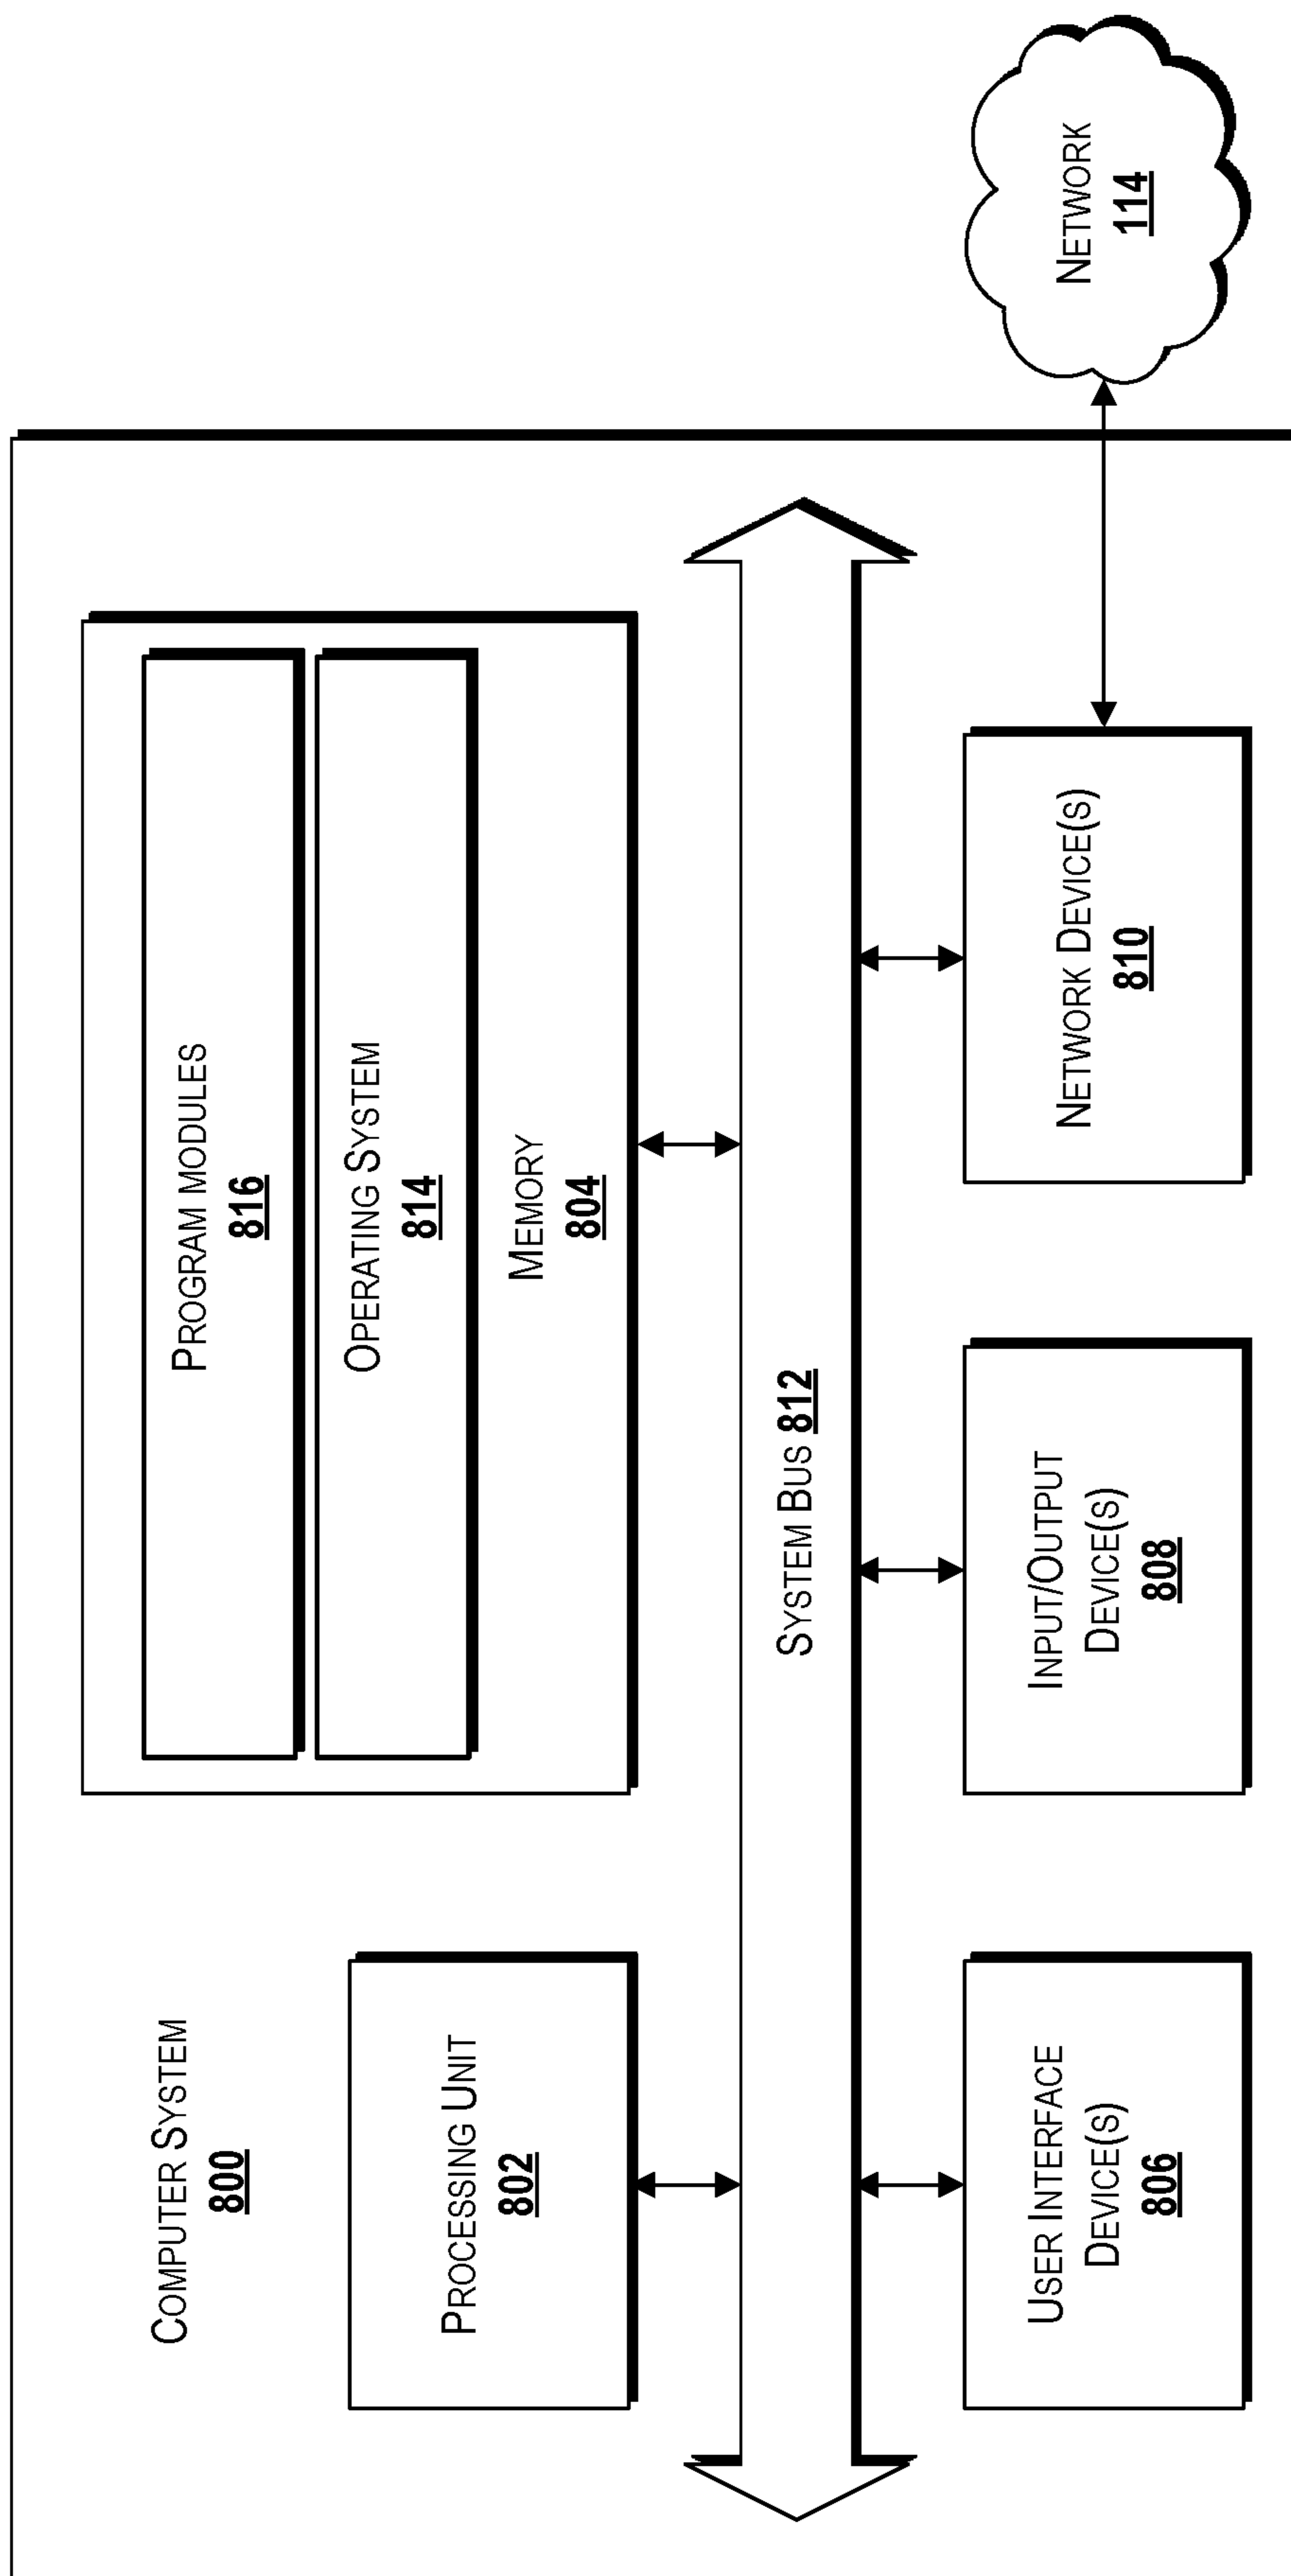 COMPUTER SYSTEM
800
PROCESSING UNIT
802
PROGRAM MODULES
816
OPERATING SYSTEM
814
MEMORY
804
SYSTEM BUS 812
USER INTERFACE
DEVICE(S)
806
INPUT/OUTPUT
DEVICE(S)
808
NETWORK DEVICE(S)
810
NETWORK
114